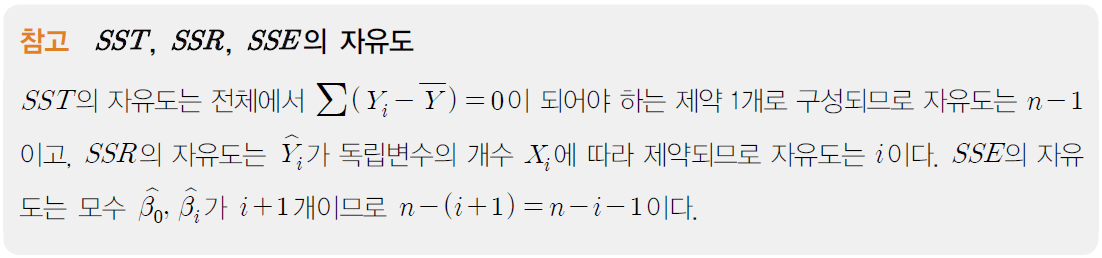 참고 SST, SSR, SSE의 자유도
SST의 자유도는 전체에서 ∑(Y_i − Y̅) = 0이 되어야 하는 제약 1개로 구성되므로 자유도는 n−1
이고, SSR의 자유도는 Ŷ_i가 독립변수의 개수 X_i에 따라 제약되므로 자유도는 i이다. SSE의 자유
도는 모수 β̂_0, β̂_i가 i+1개이므로 n−(i+1) = n−i−1이다.